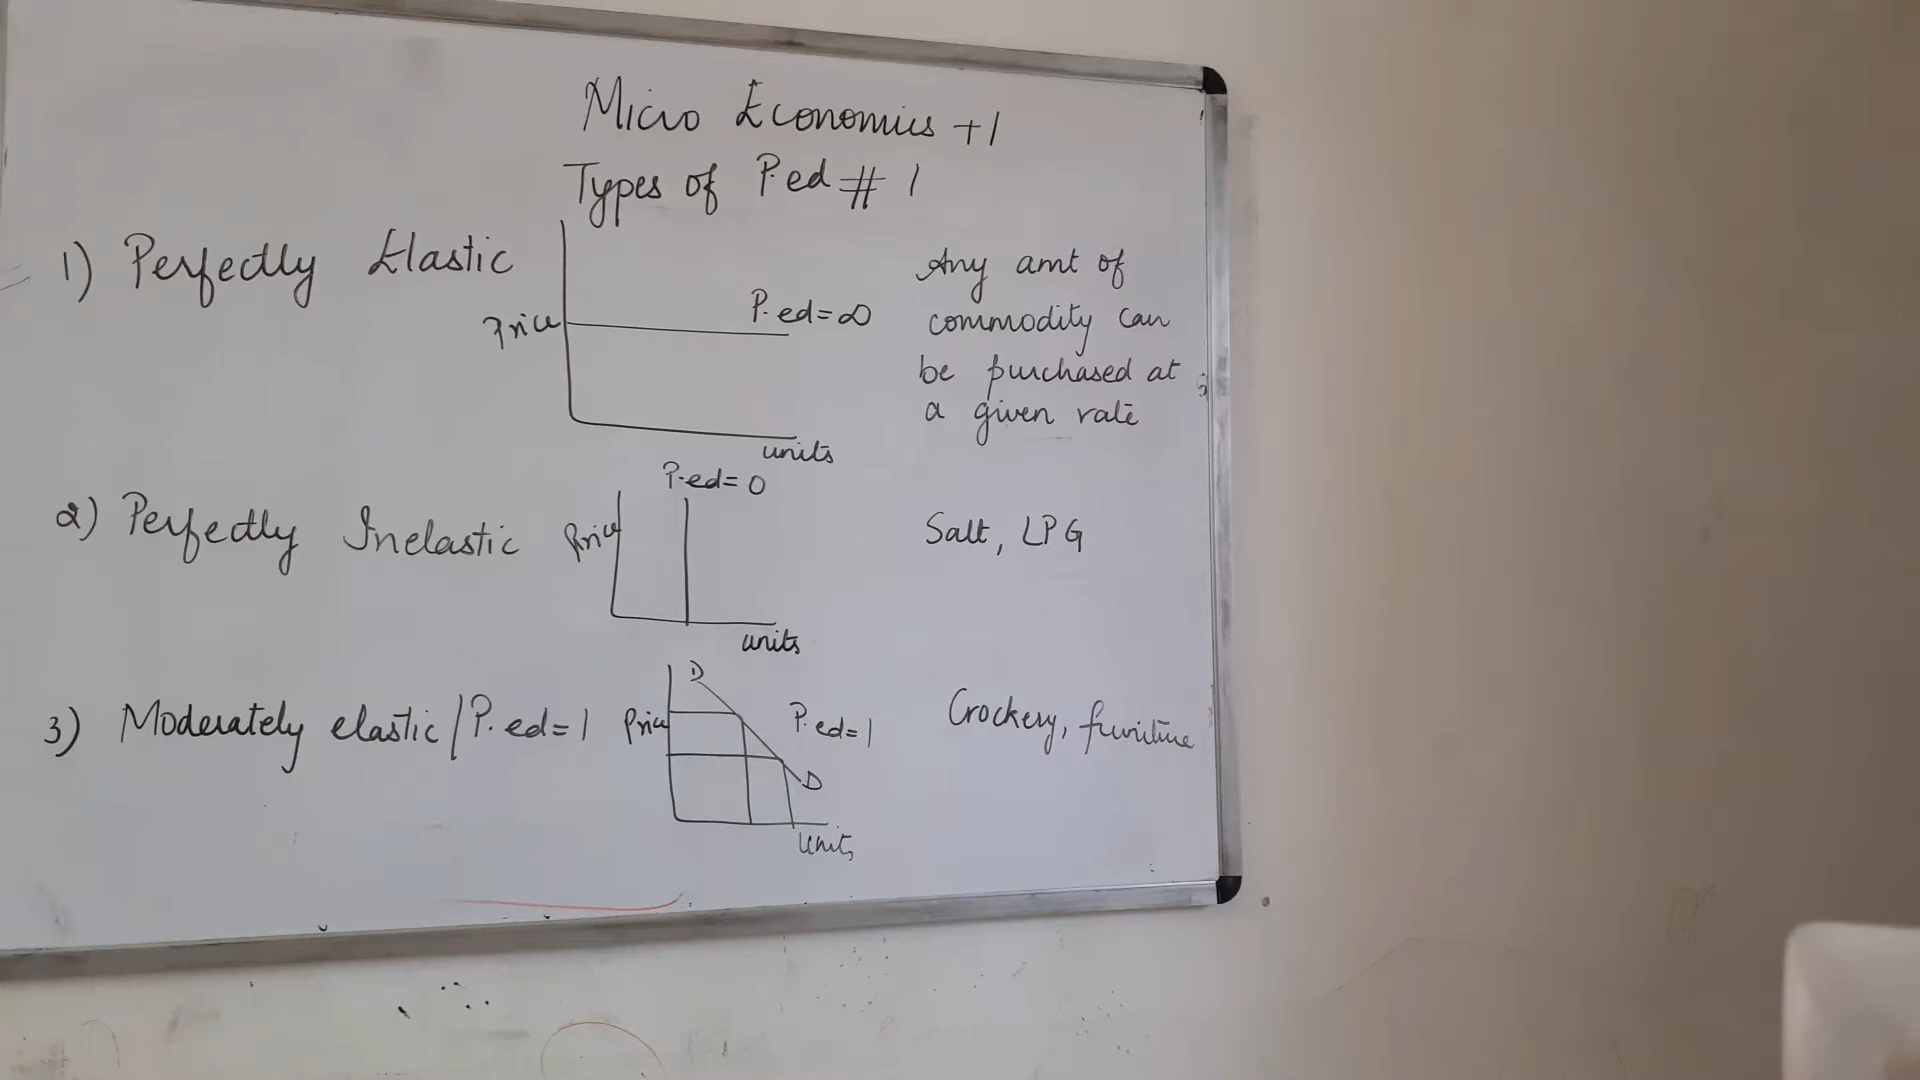 Micro Economics +1
Types of P.ed # 1
1) Perfectly Elastic
Price
P.ed=∞
units
Any amt of
commodity can
be purchased at
a given rate
2) Perfectly Inelastic
Price
P.ed=0
units
Salt, LPG
3) Moderately elastic/P.ed=1
Price
D
P.ed=1
D
Units
Crockery, furniture